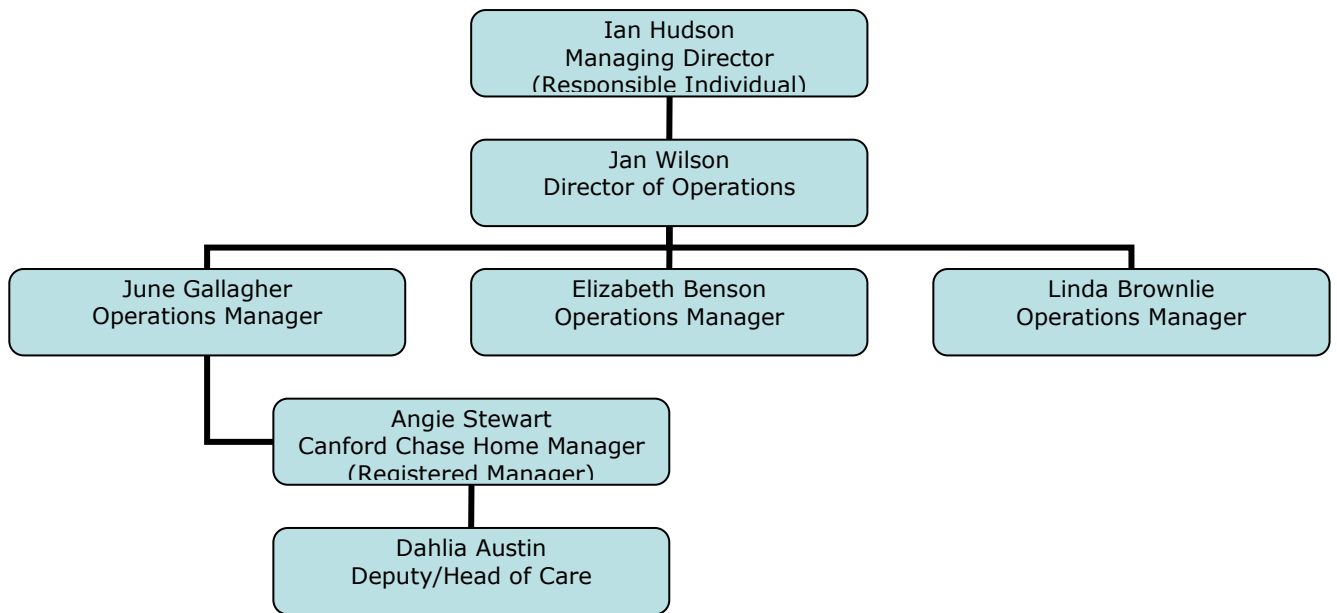 Ian Hudson
Managing Director
(Responsible Individual)
Jan Wilson
Director of Operations
June Gallagher
Operations Manager
Elizabeth Benson
Operations Manager
Linda Brownlie
Operations Manager
Angie Stewart
Canford Chase Home Manager
(Registered Manager)
Dahlia Austin
Deputy/Head of Care